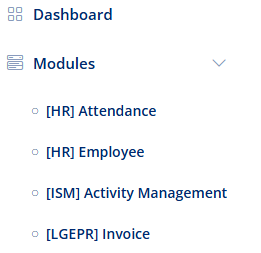 Dashboard
Modules
[HR] Attendance
[HR] Employee
[ISM] Activity Management
[LGEPR] Invoice